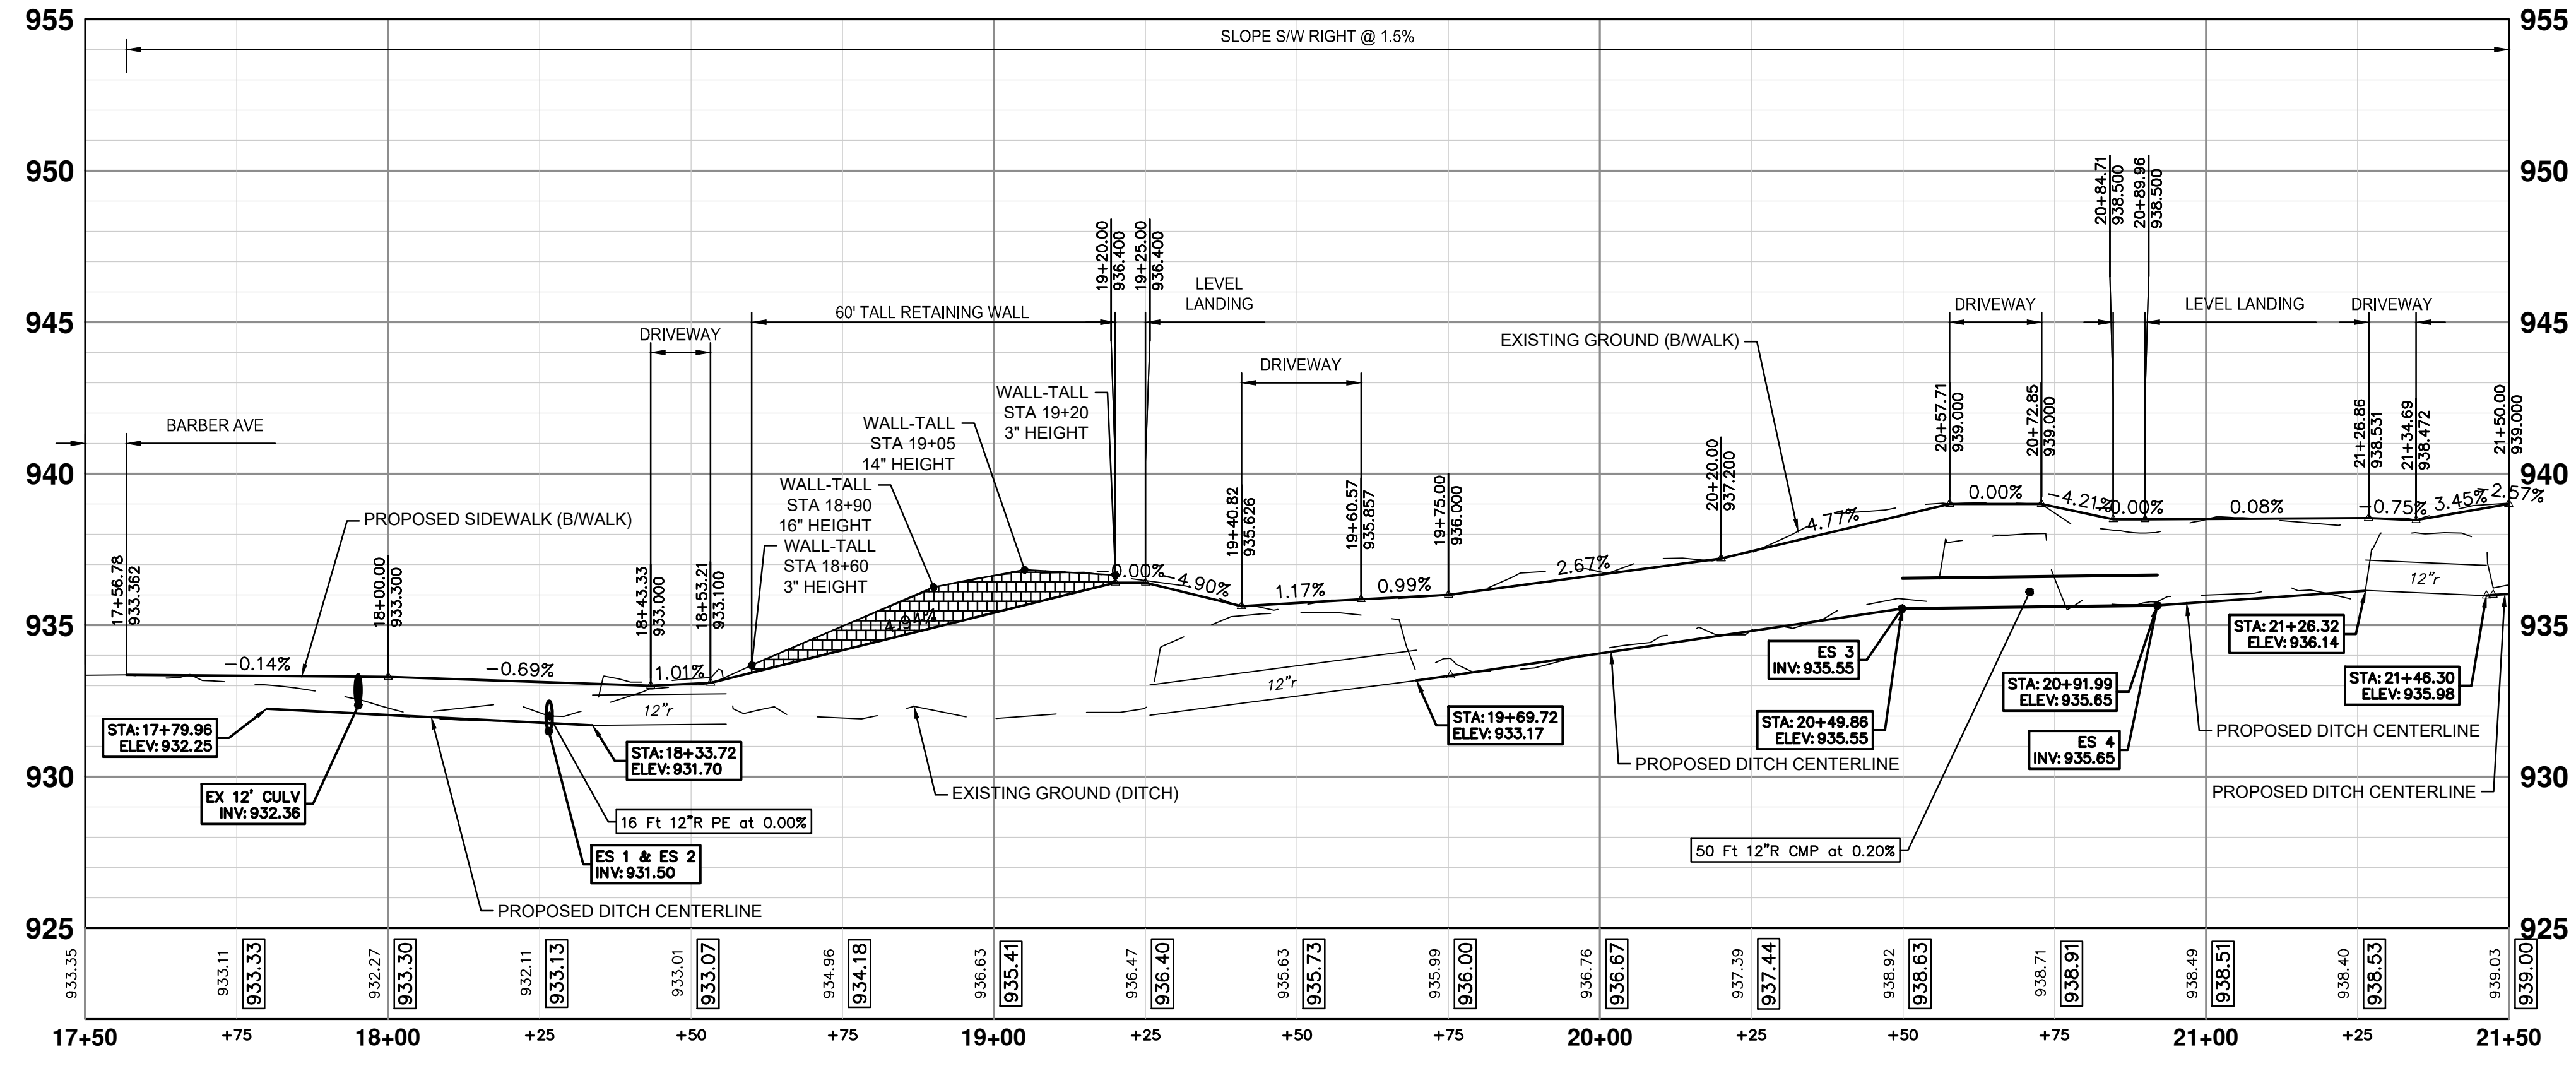 955
955
SLOPE S/W RIGHT @ 1.5%
950
950
20+84.71
938.500
20+89.96
938.500
19+20.00
936.400
19+25.00
936.400
LEVEL
LANDING
945
945
60' TALL RETAINING WALL
DRIVEWAY
DRIVEWAY
EXISTING GROUND (B/WALK)
DRIVEWAY
LEVEL LANDING
DRIVEWAY
BARBER AVE
WALL-TALL
STA 19+20
3" HEIGHT
WALL-TALL
STA 19+05
14" HEIGHT
WALL-TALL
STA 18+90
16" HEIGHT
WALL-TALL
STA 18+60
3" HEIGHT
20+57.71
939.000
20+72.85
939.000
21+26.86
938.531
21+34.69
938.472
21+50.00
939.000
940
940
PROPOSED SIDEWALK (B/WALK)
17+56.78
933.362
18+00.00
933.300
18+43.33
933.000
18+53.21
933.100
19+40.82
935.626
19+60.57
935.857
19+75.00
936.000
20+20.00
937.200
-0.14%
-0.69%
1.01%
4.94%
-0.00%
-4.90%
1.17%
0.99%
2.67%
4.77%
0.00%
-4.21%
0.00%
0.08%
-0.75%
3.45%
-2.57%
935
935
12"r
12"r
12"r
STA: 17+79.96
ELEV: 932.25
EX 12' CULV
INV: 932.36
STA: 18+33.72
ELEV: 931.70
16 Ft 12"R PE at 0.00%
ES 1 & ES 2
INV: 931.50
PROPOSED DITCH CENTERLINE
EXISTING GROUND (DITCH)
STA: 19+69.72
ELEV: 933.17
PROPOSED DITCH CENTERLINE
ES 3
INV: 935.55
STA: 20+49.86
ELEV: 935.55
50 Ft 12"R CMP at 0.20%
STA: 20+91.99
ELEV: 935.65
ES 4
INV: 935.65
STA: 21+26.32
ELEV: 936.14
STA: 21+46.30
ELEV: 935.98
PROPOSED DITCH CENTERLINE
PROPOSED DITCH CENTERLINE
930
930
925
925
933.35
933.11
933.33
932.27
933.30
932.11
933.13
933.01
933.07
934.96
934.18
936.63
935.41
936.47
936.40
935.63
935.73
935.99
936.00
936.76
936.67
937.39
937.44
938.92
938.63
938.71
938.91
938.49
938.51
938.40
938.53
939.03
939.00
17+50
+75
18+00
+25
+50
+75
19+00
+25
+50
+75
20+00
+25
+50
+75
21+00
+25
21+50